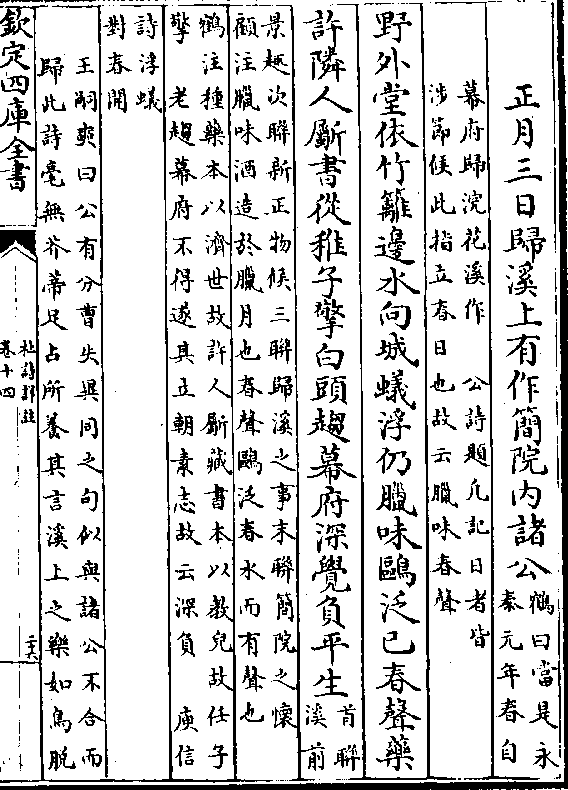 正月三日歸溪上有作簡院内諸公
鶴曰當是永
泰元年春自
幕府歸浣花溪作　公詩題凡記日者皆
涉節候此指立春日也故云臘味春聲
野外堂依竹籬邊水向城蟻浮仍臘味鷗泛已春聲藥
許隣人斸書從稚子擎白頭趨幕府深覺負平生
首聯
溪前
景起次聯新正物候三聯歸溪之事末聯簡院之懷
顧注臘味酒造於臘月也春聲鷗泛春水而有聲也
鶴注種藥本以濟世故許人斸藏書本以教兒故任子
擎　老趨幕府不得遂其立朝素志故云深負　庾信
詩浮蟻
對春開
王嗣奭曰公有分曹失異同之句似與諸公不合而
歸此詩毫無芥蒂足占所養其言溪上之樂如鳥脱
欽定四庫全書
杜詩詳註
卷十四
二六